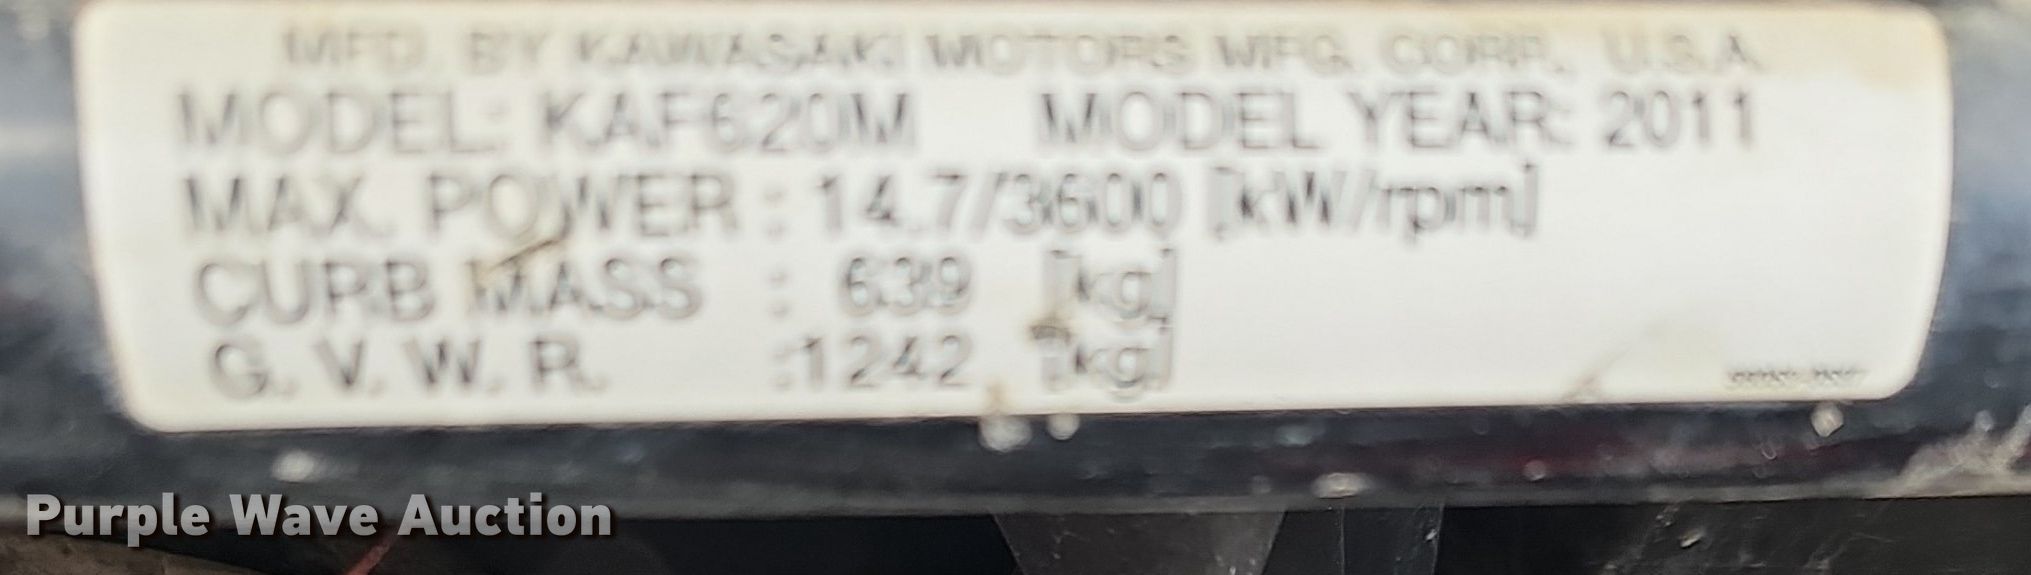 MFD. BY KAWASAKI MOTORS MFG. CORP., U.S.A.
MODEL: KAF620M MODEL YEAR: 2011
MAX. POWER : 14.7/3600 [kW/rpm]
CURB MASS : 639 [kg]
G. V. W. R. :1242 [kg]
Purple Wave Auction